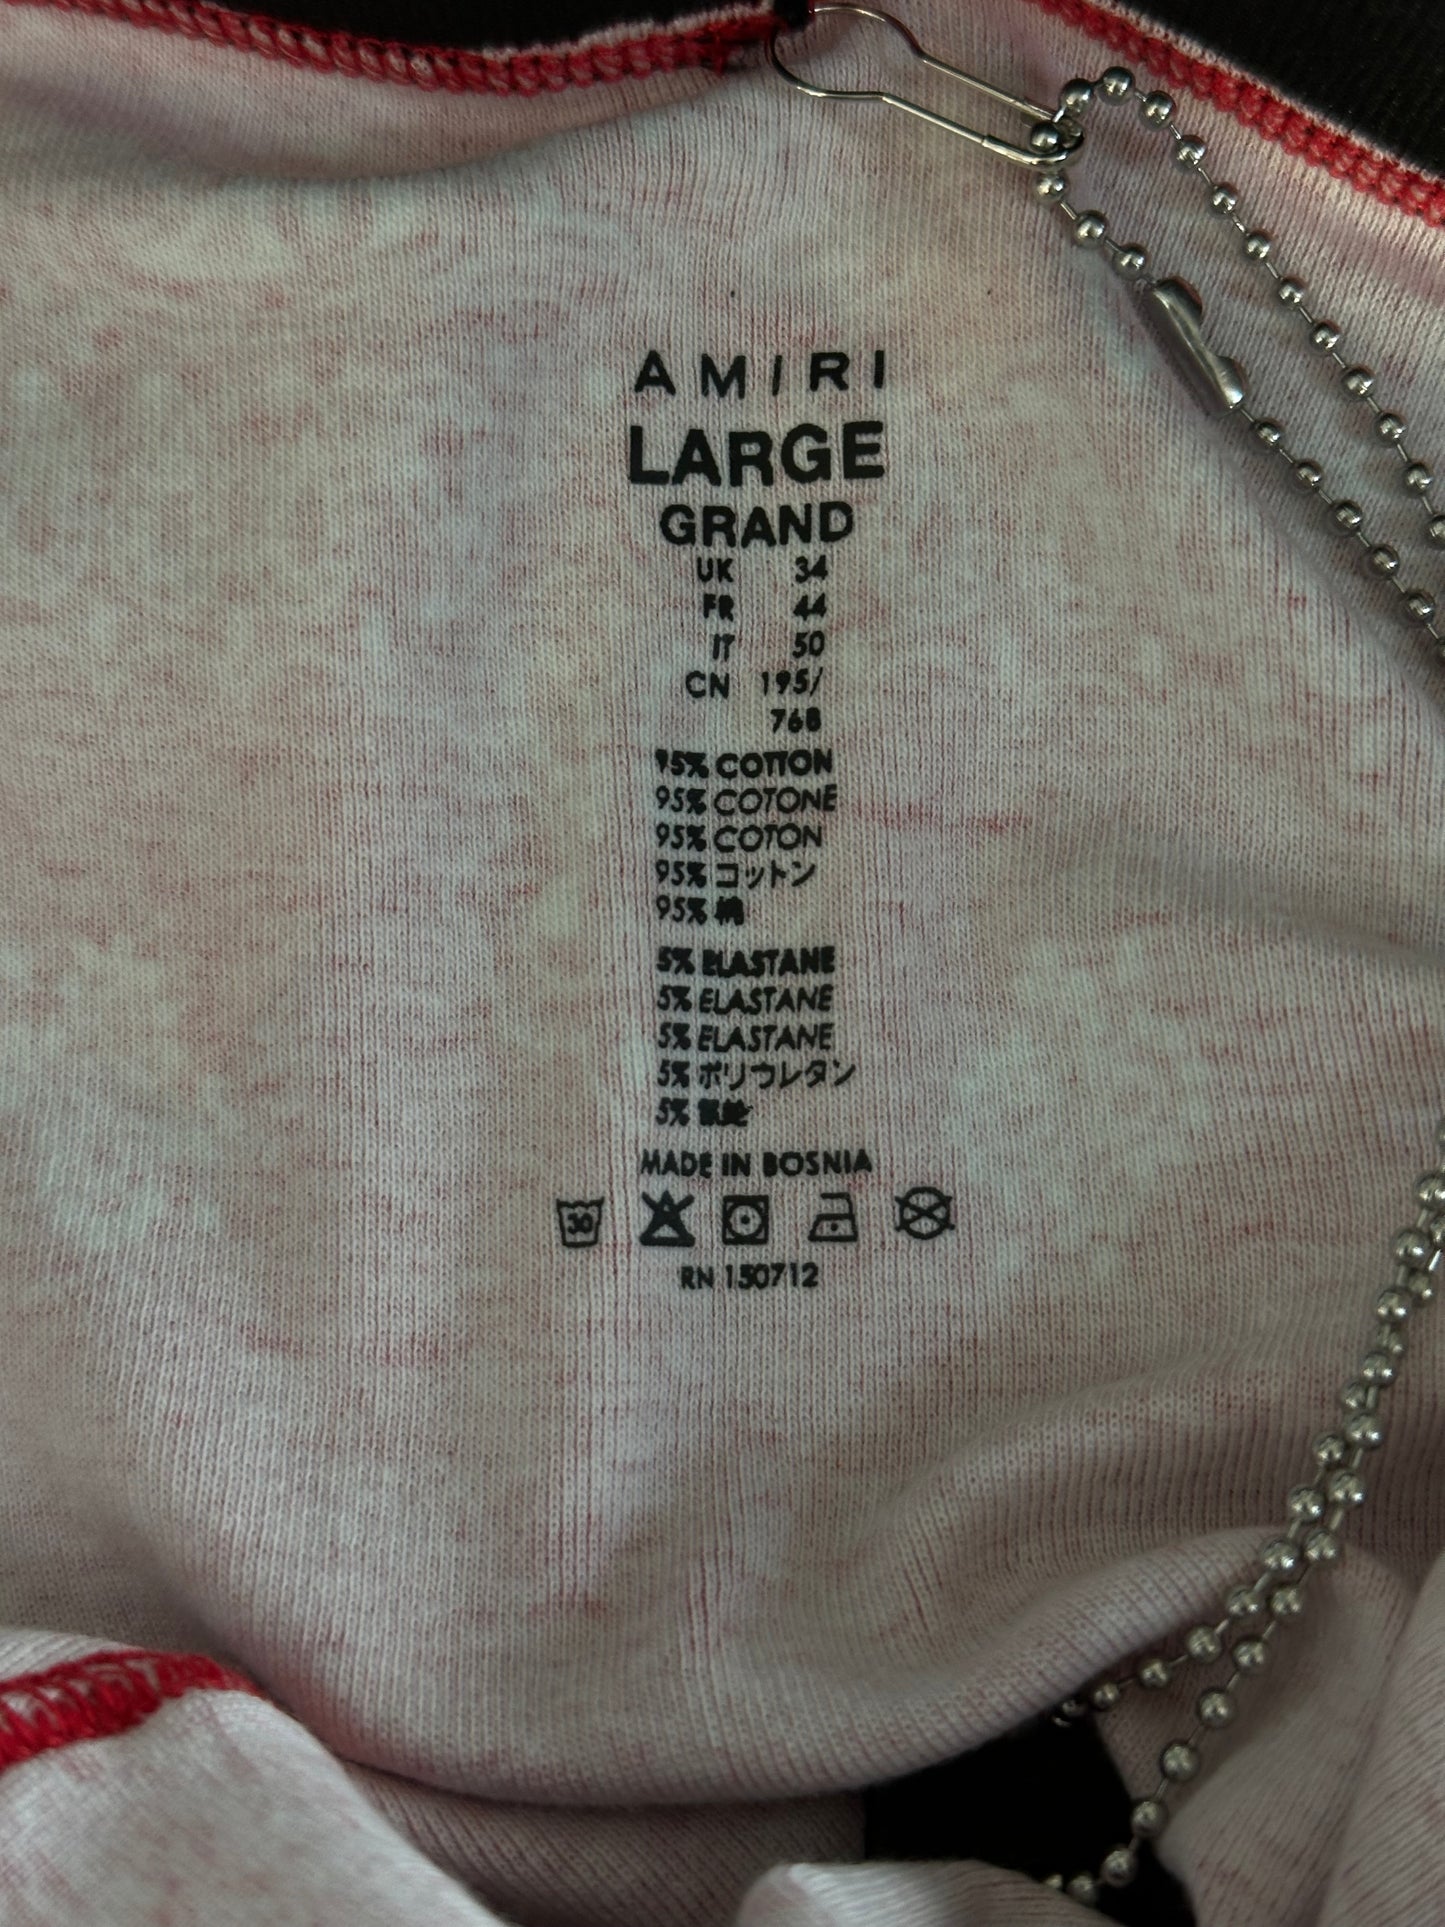 AMIRI
LARGE
GRAND
UK 34
FR 44
IT 50
CN 195/
76B
95% COTTON
95% COTONE
95% COTON
95% コットン
95% 棉
5% ELASTANE
5% ELASTANE
5% ELASTANE
5% ポリウレタン
5%
MADE IN BOSNIA
30
RN 150712